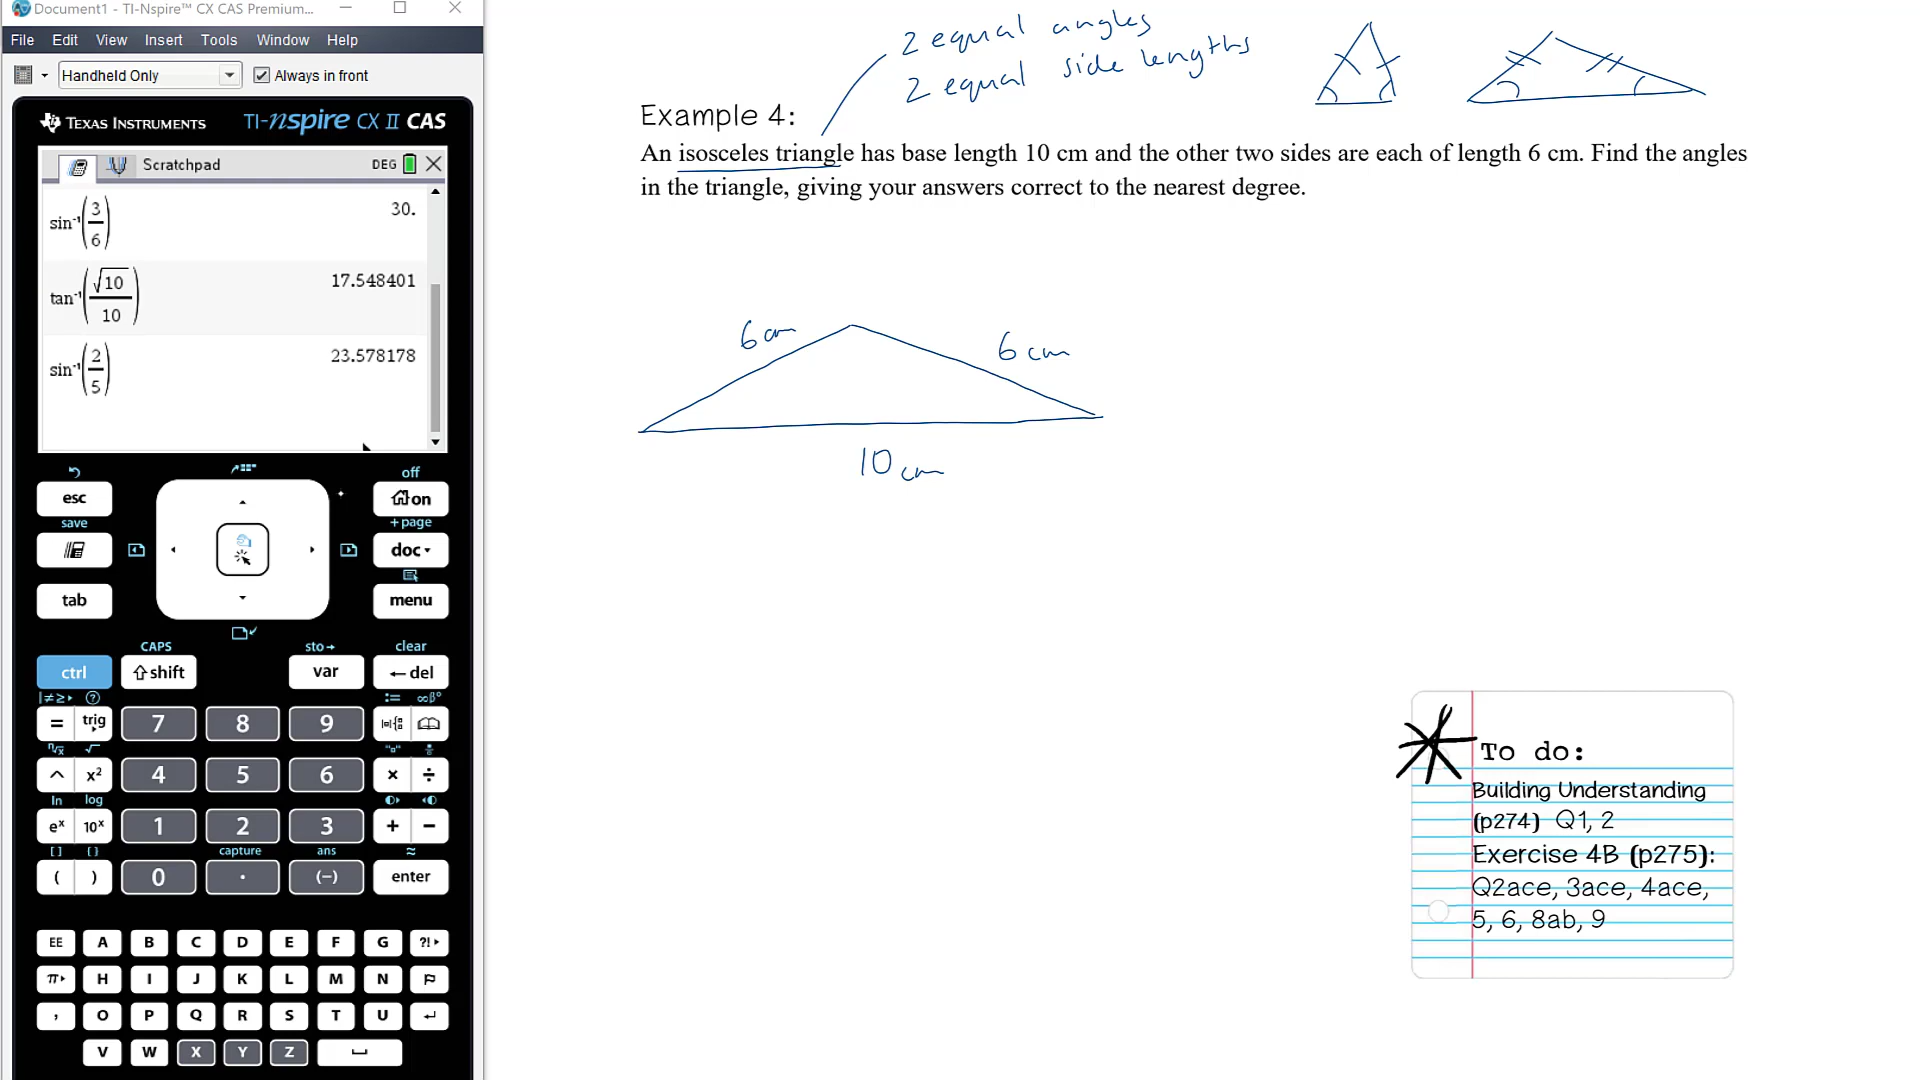 Document1 - TI-Nspire™ CX CAS Premium...
File Edit View Insert Tools Window Help
Handheld Only
Always in front
TEXAS INSTRUMENTS TI-nspire CX II CAS
Scratchpad DEG
sin⁻¹(3/6) 30.
tan⁻¹(√10/10) 17.548401
sin⁻¹(2/5) 23.578178
off
esc on
save +page
doc
tab menu
CAPS sto→ clear
ctrl ⇧shift var ←del
|≠≥▸ ? := ∞β°
= trig 7 8 9
ⁿ√x √
^ x² 4 5 6 × ÷
ln log
eˣ 10ˣ 1 2 3 + −
[ ] { } capture ans ≈
( ) 0 . (−) enter
EE A B C D E F G ?!▸
π▸ H I J K L M N
, O P Q R S T U ↵
V W X Y Z
2 equal angles
2 equal side lengths
Example 4:
An isosceles triangle has base length 10 cm and the other two sides are each of length 6 cm. Find the angles
in the triangle, giving your answers correct to the nearest degree.
6cm
6cm
10cm
To do:
Building Understanding
(p274) Q1, 2
Exercise 4B (p275):
Q2ace, 3ace, 4ace,
5, 6, 8ab, 9